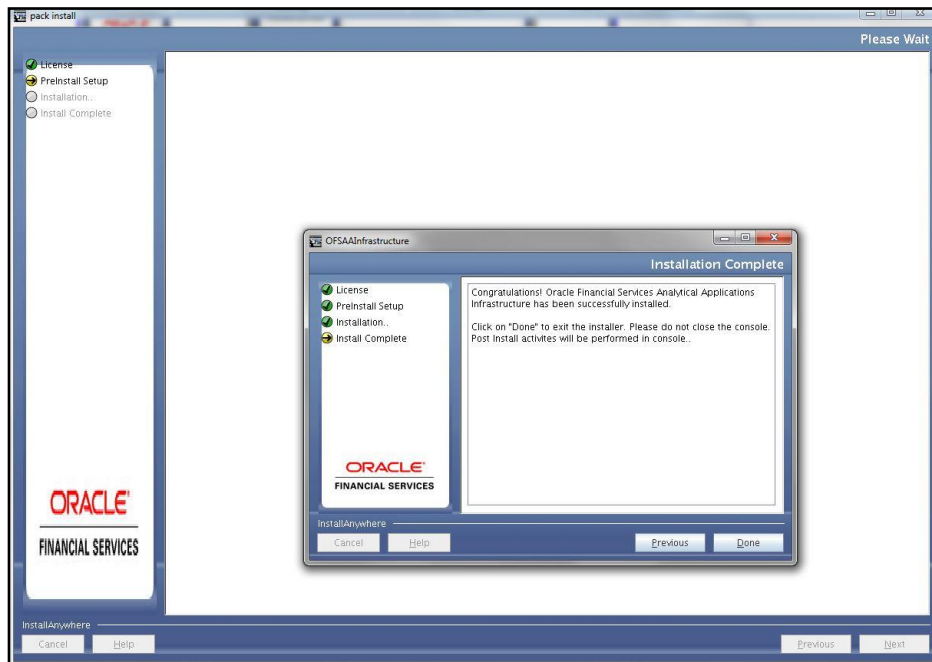 pack install
Please Wait
License
PreInstall Setup
Installation..
Install Complete
OFSAAInfrastructure
Installation Complete
License
PreInstall Setup
Installation..
Install Complete
Congratulations! Oracle Financial Services Analytical Applications
Infrastructure has been successfully installed.
Click on "Done" to exit the installer. Please do not close the console.
Post Install activites will be performed in console..
ORACLE
FINANCIAL SERVICES
InstallAnywhere
Cancel
Help
Previous
Done
ORACLE
FINANCIAL SERVICES
InstallAnywhere
Cancel
Help
Previous
Next